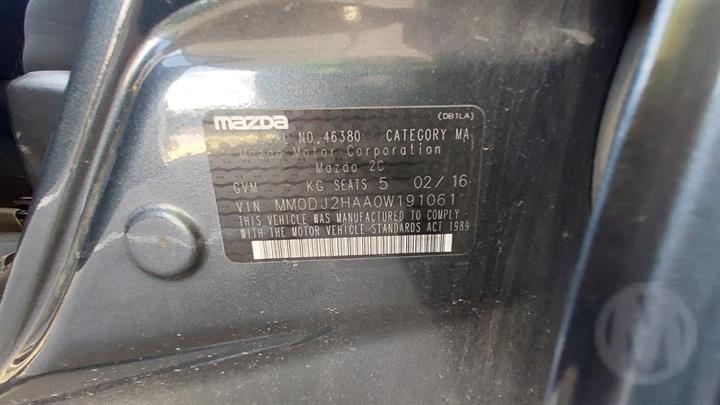 mazda
(DB1LA)
NO.46380 CATEGORY MA
Mazda Motor Corporation
Mazda 2C
GVM - KG SEATS 5 02/16
VIN MM0DJ2HAA0W191061
THIS VEHICLE WAS MANUFACTURED TO COMPLY
WITH THE MOTOR VEHICLE STANDARDS ACT 1989
M